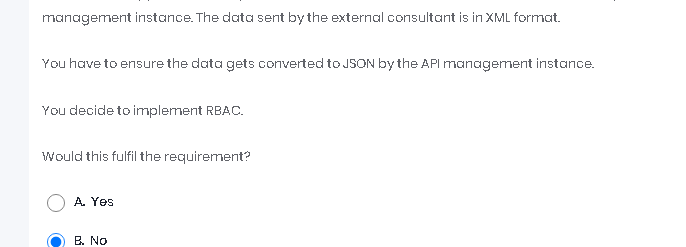 management instance. The data sent by the external consultant is in XML format.
You have to ensure the data gets converted to JSON by the API management instance.
You decide to implement RBAC.
Would this fulfil the requirement?
A. Yes
B. No